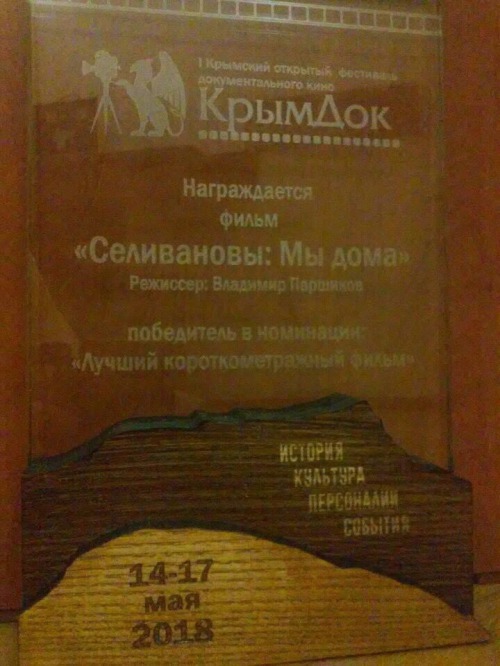 I Крымский открытый фестиваль
документального кино
КрымДок
Награждается
фильм
«Селивановы: Мы дома»
Режиссер: Владимир Паршиков
победитель в номинации:
«Лучший короткометражный фильм»
ИСТОРИЯ
КУЛЬТУРА
ПЕРСОНАЛИИ
СОБЫТИЯ
14-17
мая
2018